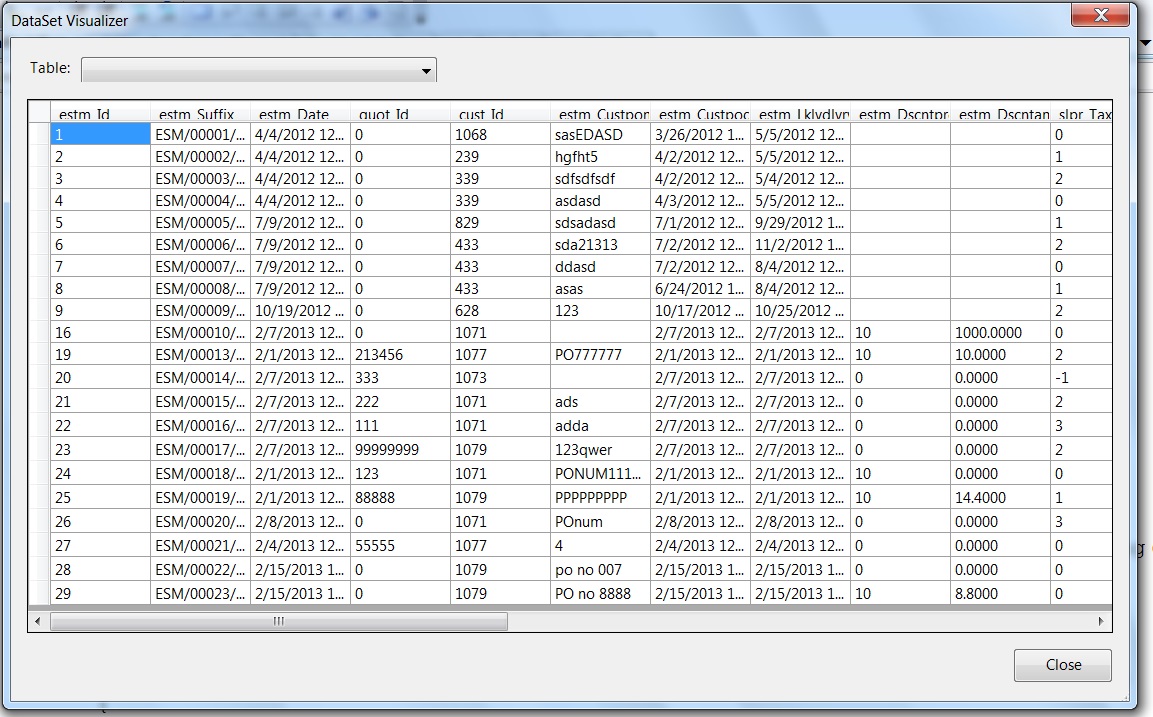 DataSet Visualizer
Table:
estm_Id estm_Suffix estm_Date quot_Id cust_Id estm_Custpon estm_Custpoc estm_Lklydlvry estm_Dscntpr estm_Dscntan slpr_Tax
1 ESM/00001/... 4/4/2012 12... 0 1068 sasEDASD 3/26/2012 1... 5/5/2012 12... 0
2 ESM/00002/... 4/4/2012 12... 0 239 hgfht5 4/2/2012 12... 5/5/2012 12... 1
3 ESM/00003/... 4/4/2012 12... 0 339 sdfsdfsdf 4/2/2012 12... 5/4/2012 12... 2
4 ESM/00004/... 4/4/2012 12... 0 339 asdasd 4/3/2012 12... 5/5/2012 12... 0
5 ESM/00005/... 7/9/2012 12... 0 829 sdsadasd 7/1/2012 12... 9/29/2012 1... 1
6 ESM/00006/... 7/9/2012 12... 0 433 sda21313 7/2/2012 12... 11/2/2012 1... 2
7 ESM/00007/... 7/9/2012 12... 0 433 ddasd 7/2/2012 12... 8/4/2012 12... 0
8 ESM/00008/... 7/9/2012 12... 0 433 asas 6/24/2012 1... 8/4/2012 12... 1
9 ESM/00009/... 10/19/2012 ... 0 628 123 10/17/2012 ... 10/25/2012 ... 2
16 ESM/00010/... 2/7/2013 12... 0 1071 2/7/2013 12... 2/7/2013 12... 10 1000.0000 0
19 ESM/00013/... 2/1/2013 12... 213456 1077 PO777777 2/1/2013 12... 2/1/2013 12... 10 10.0000 2
20 ESM/00014/... 2/7/2013 12... 333 1073 2/7/2013 12... 2/7/2013 12... 0 0.0000 -1
21 ESM/00015/... 2/7/2013 12... 222 1071 ads 2/7/2013 12... 2/7/2013 12... 0 0.0000 2
22 ESM/00016/... 2/7/2013 12... 111 1071 adda 2/7/2013 12... 2/7/2013 12... 0 0.0000 3
23 ESM/00017/... 2/7/2013 12... 99999999 1079 123qwer 2/7/2013 12... 2/7/2013 12... 0 0.0000 2
24 ESM/00018/... 2/1/2013 12... 123 1071 PONUM111... 2/1/2013 12... 2/1/2013 12... 10 0.0000 0
25 ESM/00019/... 2/1/2013 12... 88888 1079 PPPPPPPPP 2/1/2013 12... 2/1/2013 12... 10 14.4000 1
26 ESM/00020/... 2/8/2013 12... 0 1071 POnum 2/8/2013 12... 2/8/2013 12... 0 0.0000 3
27 ESM/00021/... 2/4/2013 12... 55555 1077 4 2/4/2013 12... 2/4/2013 12... 0 0.0000 0
28 ESM/00022/... 2/15/2013 1... 0 1079 po no 007 2/15/2013 1... 2/15/2013 1... 0 0.0000 0
29 ESM/00023/... 2/15/2013 1... 0 1079 PO no 8888 2/15/2013 1... 2/15/2013 1... 10 8.8000 0
Close